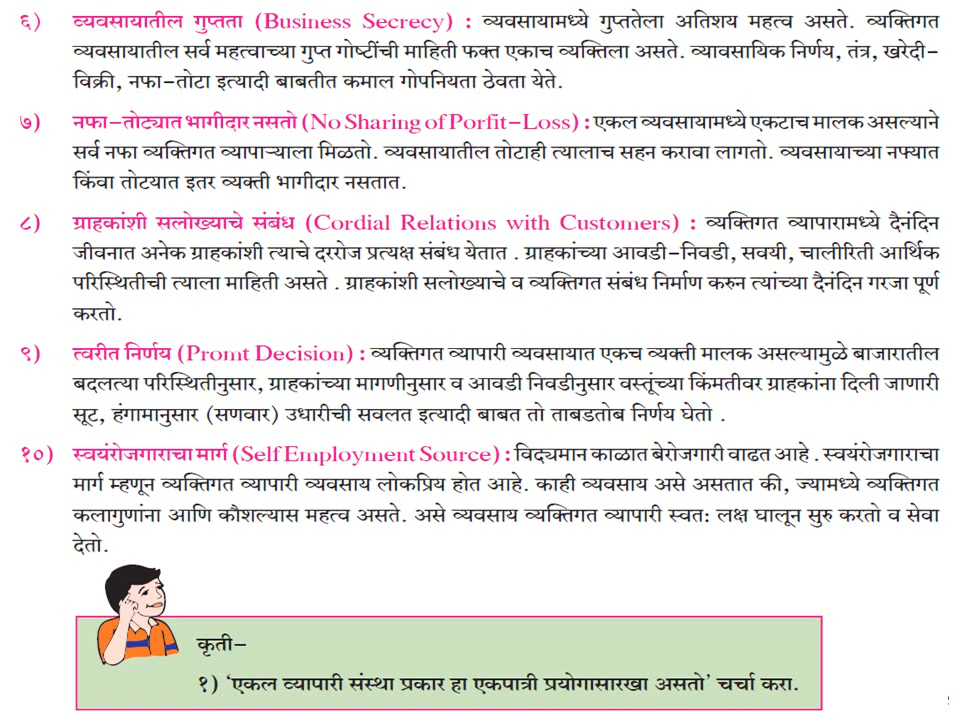 ६) व्यवसायातील गुप्तता (Business Secrecy) : व्यवसायामध्ये गुप्ततेला अतिशय महत्व असते. व्यक्तिगत
व्यवसायातील सर्व महत्वाच्या गुप्त गोष्टींची माहिती फक्त एकाच व्यक्तिला असते. व्यावसायिक निर्णय, तंत्र, खरेदी-
विक्री, नफा-तोटा इत्यादी बाबतीत कमाल गोपनियता ठेवता येते.
७) नफा-तोट्यात भागीदार नसतो (No Sharing of Porfit-Loss) : एकल व्यवसायामध्ये एकटाच मालक असल्याने
सर्व नफा व्यक्तिगत व्यापाऱ्याला मिळतो. व्यवसायातील तोटाही त्यालाच सहन करावा लागतो. व्यवसायाच्या नफ्यात
किंवा तोटयात इतर व्यक्ती भागीदार नसतात.
८) ग्राहकांशी सलोख्याचे संबंध (Cordial Relations with Customers) : व्यक्तिगत व्यापारामध्ये दैनंदिन
जीवनात अनेक ग्राहकांशी त्याचे दररोज प्रत्यक्ष संबंध येतात . ग्राहकांच्या आवडी-निवडी, सवयी, चालीरिती आर्थिक
परिस्थितीची त्याला माहिती असते . ग्राहकांशी सलोख्याचे व व्यक्तिगत संबंध निर्माण करुन त्यांच्या दैनंदिन गरजा पूर्ण
करतो.
९) त्वरीत निर्णय (Promt Decision) : व्यक्तिगत व्यापारी व्यवसायात एकच व्यक्ती मालक असल्यामुळे बाजारातील
बदलत्या परिस्थितीनुसार, ग्राहकांच्या मागणीनुसार व आवडी निवडीनुसार वस्तूंच्या किंमतीवर ग्राहकांना दिली जाणारी
सूट, हंगामानुसार (सणवार) उधारीची सवलत इत्यादी बाबत तो ताबडतोब निर्णय घेतो .
१०) स्वयंरोजगाराचा मार्ग (Self Employment Source) : विद्यमान काळात बेरोजगारी वाढत आहे . स्वयंरोजगाराचा
मार्ग म्हणून व्यक्तिगत व्यापारी व्यवसाय लोकप्रिय होत आहे. काही व्यवसाय असे असतात की, ज्यामध्ये व्यक्तिगत
कलागुणांना आणि कौशल्यास महत्व असते. असे व्यवसाय व्यक्तिगत व्यापारी स्वत: लक्ष घालून सुरु करतो व सेवा
देतो.
कृती-
१) ‘एकल व्यापारी संस्था प्रकार हा एकपात्री प्रयोगासारखा असतो’ चर्चा करा.